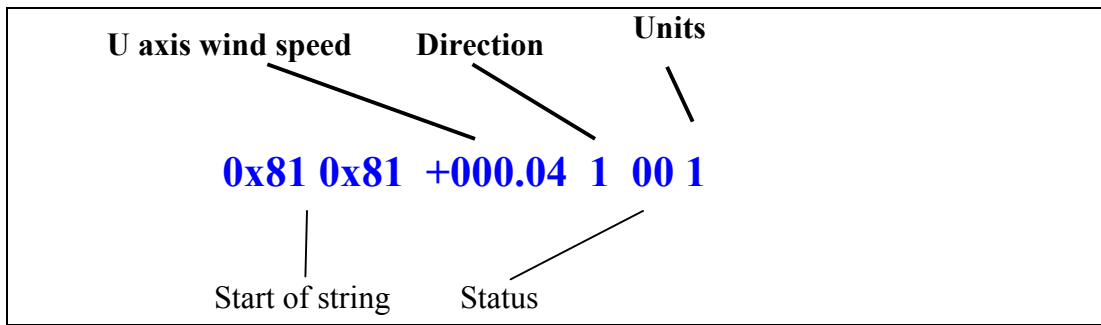 U axis wind speed Direction Units
0x81 0x81 +000.04 1 00 1
Start of string Status